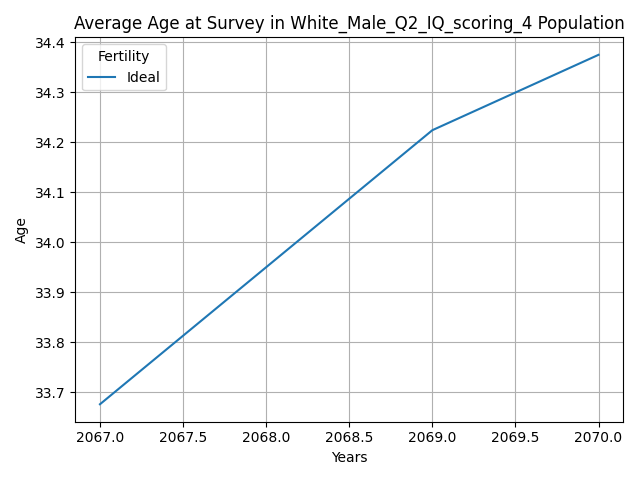 Average Age at Survey in White_Male_Q2_IQ_scoring_4 Population
Fertility
Ideal
34.4
34.3
34.2
34.1
34.0
33.9
33.8
33.7
Age
2067.0 2067.5 2068.0 2068.5 2069.0 2069.5 2070.0
Years